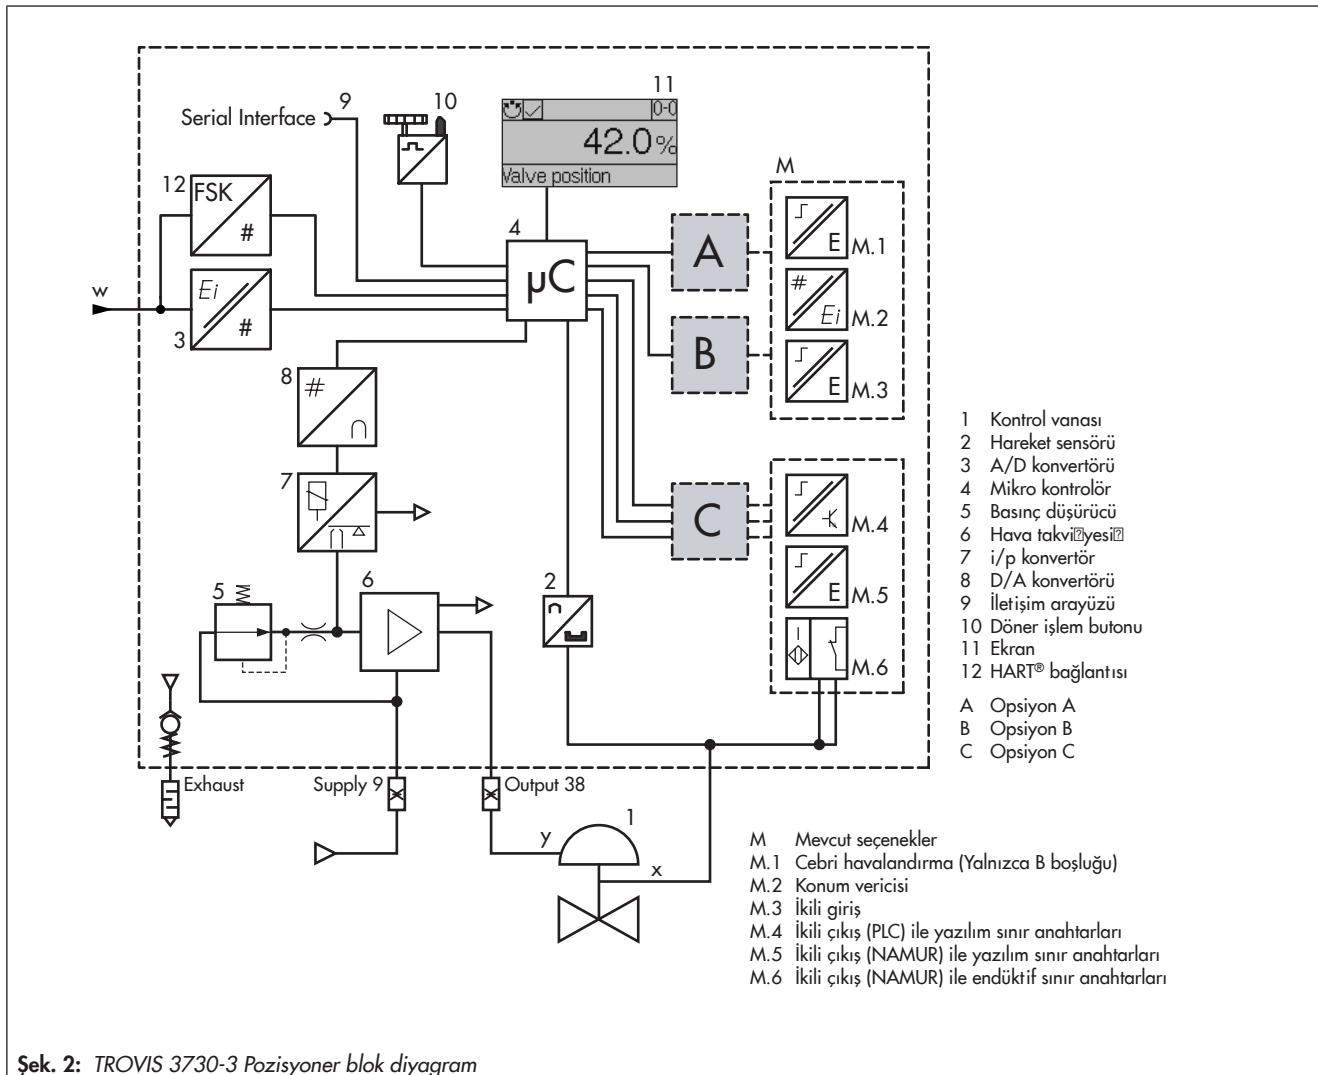 11
Serial Interface
9
10
0-0
42.0%
Valve position
12
FSK
#
4
µC
M
A
E
M.1
w
Ei
#
3
#
Ei
M.2
B
E
M.3
8
#
7
C
M.4
E
M.5
M.6
5
6
2
1 Kontrol vanası
2 Hareket sensörü
3 A/D konvertörü
4 Mikro kontrolör
5 Basınç düşürücü
6 Hava takvi�yesi�
7 i/p konvertör
8 D/A konvertörü
9 İletişim arayüzü
10 Döner işlem butonu
11 Ekran
12 HART® bağlantısı
A Opsiyon A
B Opsiyon B
C Opsiyon C
Exhaust
Supply 9
Output 38
1
y
x
M Mevcut seçenekler
M.1 Cebri havalandırma (Yalnızca B boşluğu)
M.2 Konum vericisi
M.3 İkili giriş
M.4 İkili çıkış (PLC) ile yazılım sınır anahtarları
M.5 İkili çıkış (NAMUR) ile yazılım sınır anahtarları
M.6 İkili çıkış (NAMUR) ile endüktif sınır anahtarları
Şek. 2: TROVIS 3730-3 Pozisyoner blok diyagram